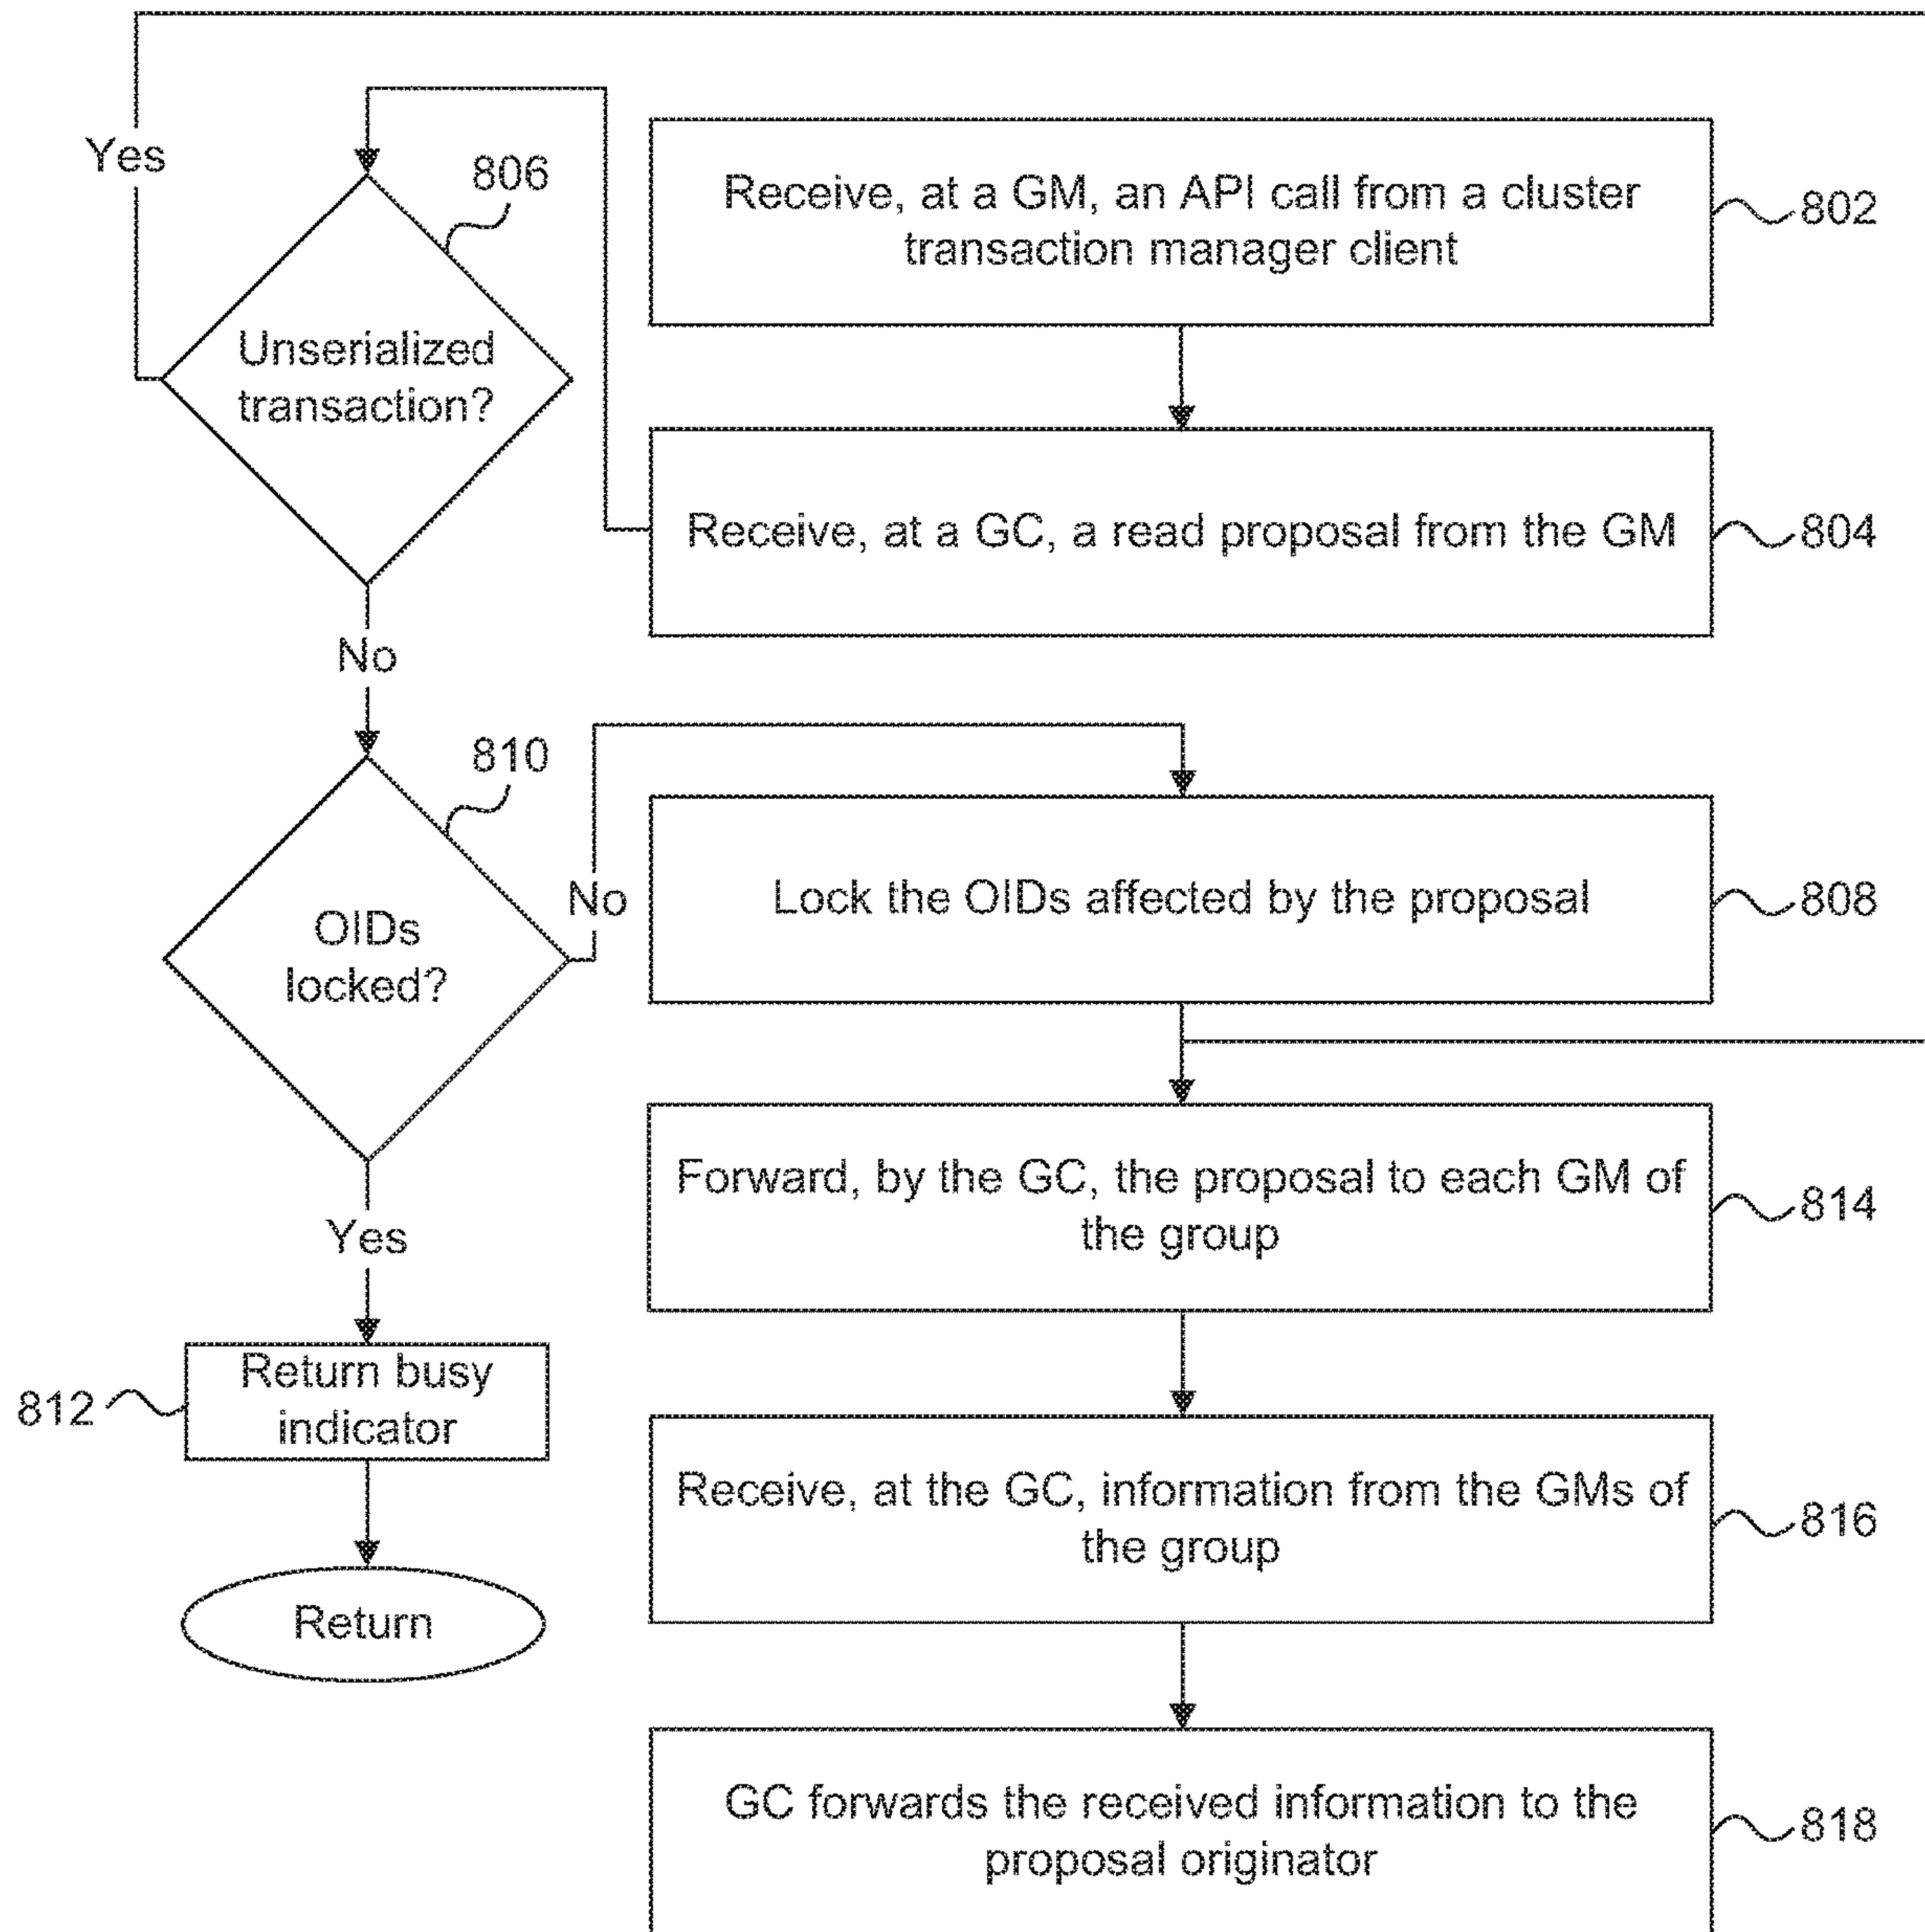 Yes
806
Unserialized
transaction?
Receive, at a GM, an API call from a cluster
transaction manager client
802
Receive, at a GC, a read proposal from the GM
804
No
810
OIDs
locked?
No
Lock the OIDs affected by the proposal
808
Forward, by the GC, the proposal to each GM of
the group
814
Yes
812
Return busy
indicator
Return
Receive, at the GC, information from the GMs of
the group
816
GC forwards the received information to the
proposal originator
818